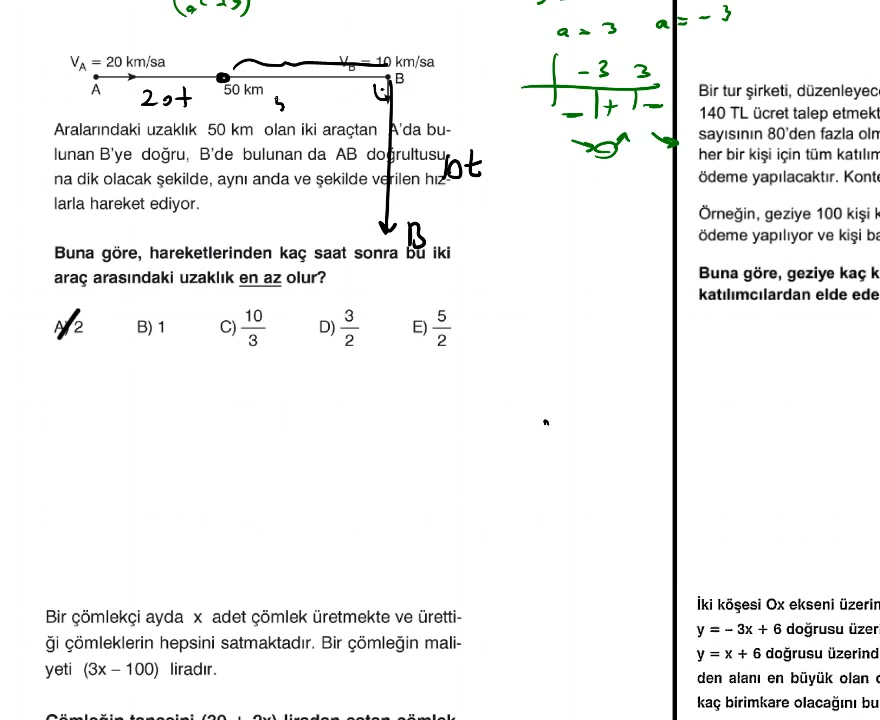 a = 3   a = - 3
- 3   3
- | + | -
V_A = 20 km/sa
V_B = 10 km/sa
A
B
20t
50 km
10t
B
Aralarındaki uzaklık 50 km olan iki araçtan A'da bu-
lunan B'ye doğru, B'de bulunan da AB doğrultusu-
na dik olacak şekilde, aynı anda ve şekilde verilen hız-
larla hareket ediyor.
Buna göre, hareketlerinden kaç saat sonra bu iki
araç arasındaki uzaklık en az olur?
A) 2   B) 1   C) 10/3   D) 3/2   E) 5/2
Bir çömlekçi ayda x adet çömlek üretmekte ve üretti-
ği çömleklerin hepsini satmaktadır. Bir çömleğin mali-
yeti (3x – 100) liradır.
Bir tur şirketi, düzenleyec
140 TL ücret talep etmekt
sayısının 80'den fazla olm
her bir kişi için tüm katılım
ödeme yapılacaktır. Konte
Örneğin, geziye 100 kişi k
ödeme yapılıyor ve kişi ba
Buna göre, geziye kaç k
katılımcılardan elde ede
İki köşesi Ox ekseni üzerin
y = – 3x + 6 doğrusu üzeri
y = x + 6 doğrusu üzerind
den alanı en büyük olan d
kaç birimkare olacağını bu